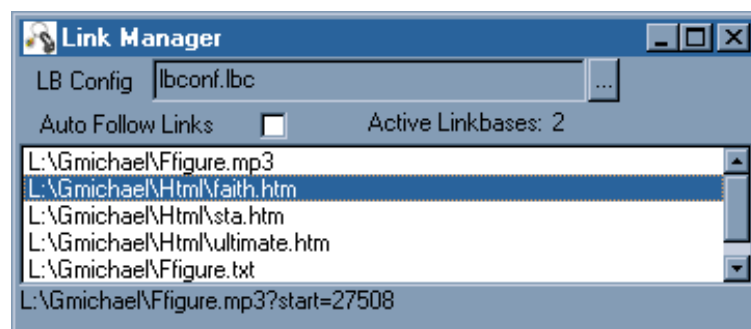 Link Manager
LB Config lbconf.lbc ...
Auto Follow Links Active Linkbases: 2
L:\Gmichael\Ffigure.mp3
L:\Gmichael\Html\faith.htm
L:\Gmichael\Html\sta.htm
L:\Gmichael\Html\ultimate.htm
L:\Gmichael\Ffigure.txt
L:\Gmichael\Ffigure.mp3?start=27508